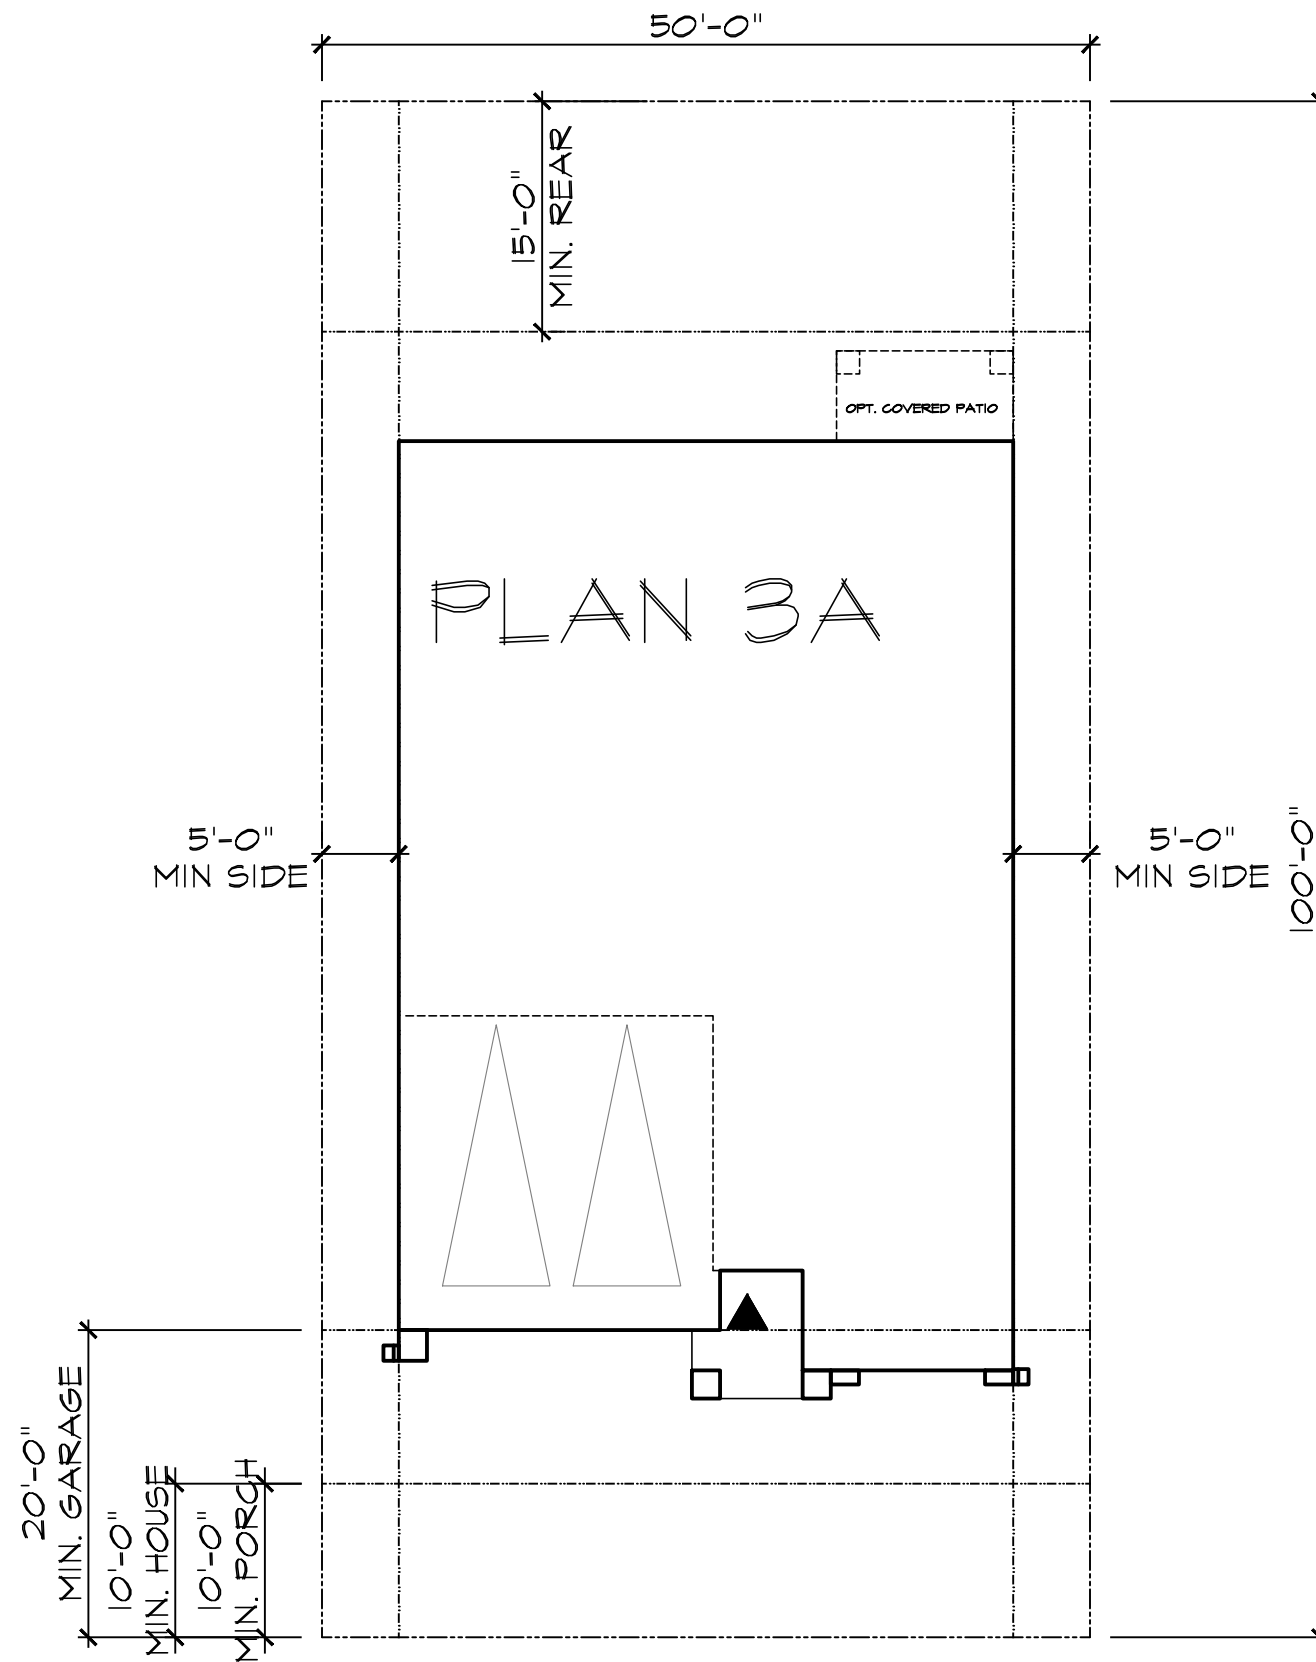 50'-0"
15'-0"
MIN. REAR
OPT. COVERED PATIO
PLAN 3A
5'-0"
MIN SIDE
5'-0"
MIN SIDE
100'-0"
20'-0"
MIN. GARAGE
10'-0"
MIN. HOUSE
10'-0"
MIN. PORCH